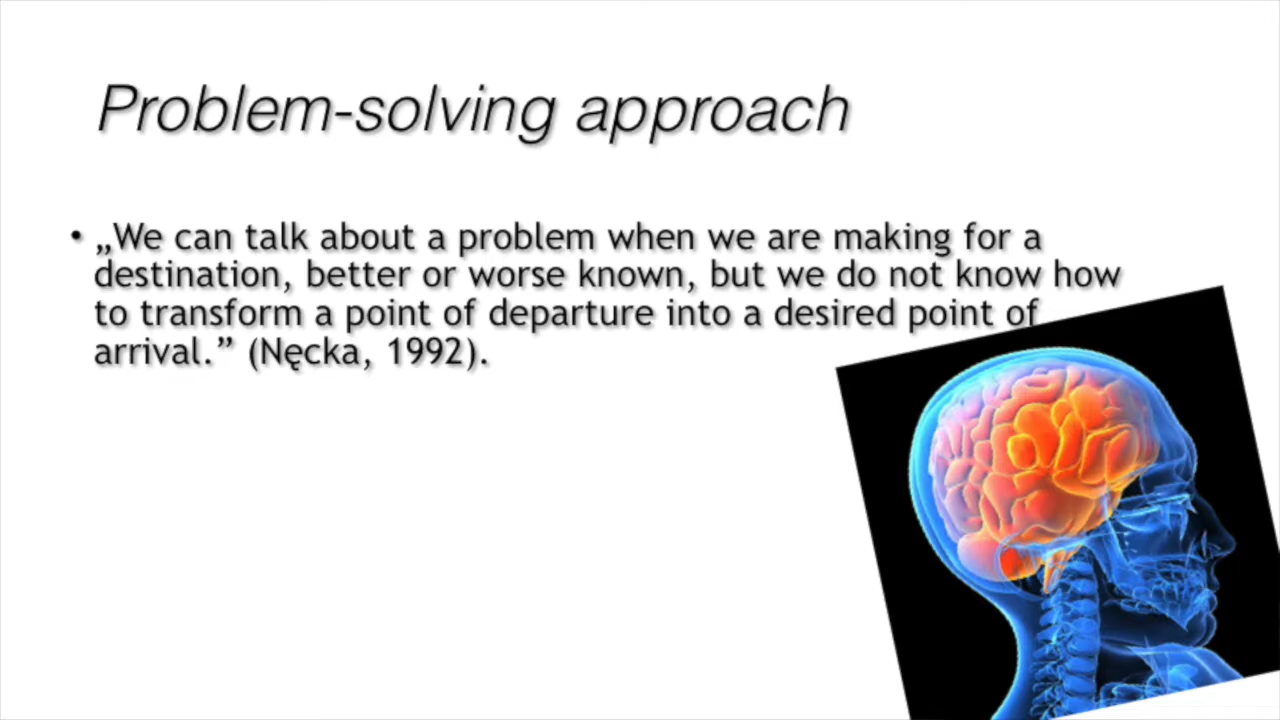 Problem-solving approach
• „We can talk about a problem when we are making for a
destination, better or worse known, but we do not know how
to transform a point of departure into a desired point of
arrival.” (Nęcka, 1992).